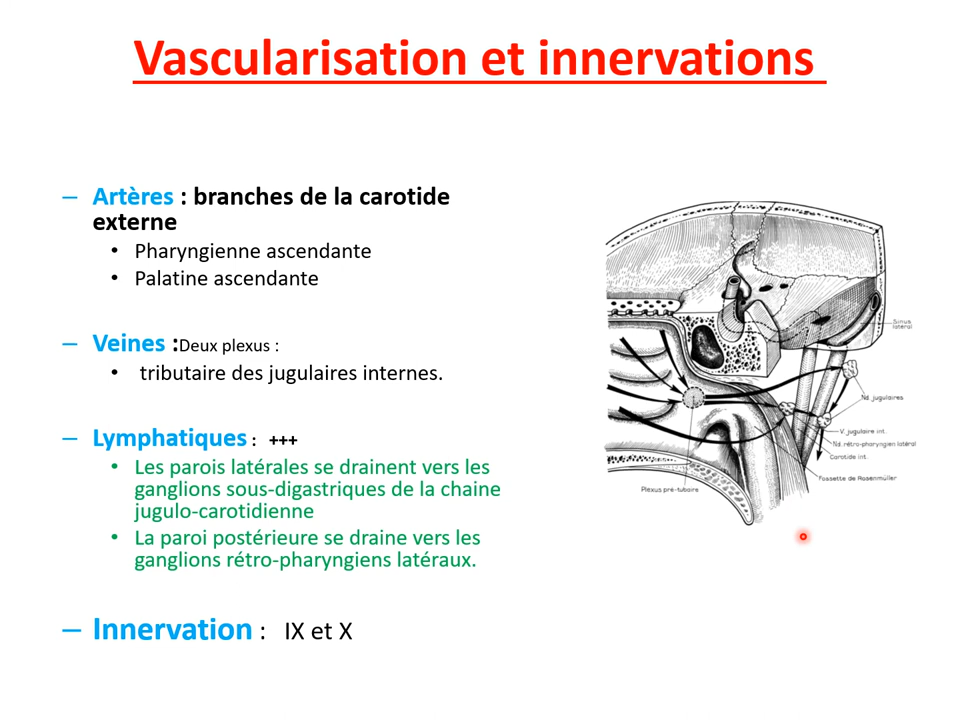 Vascularisation et innervations
– Artères : branches de la carotide
externe
• Pharyngienne ascendante
• Palatine ascendante
– Veines :Deux plexus :
• tributaire des jugulaires internes.
– Lymphatiques : +++
• Les parois latérales se drainent vers les
ganglions sous-digastriques de la chaine
jugulo-carotidienne
• La paroi postérieure se draine vers les
ganglions rétro-pharyngiens latéraux.
– Innervation : IX et X
Sinus
latéral
Nd. jugulaires
V. jugulaire int.
Nd. rétro-pharyngien latéral
Carotide int.
Fossette de Rosenmüller
Plexus pré-tubaire